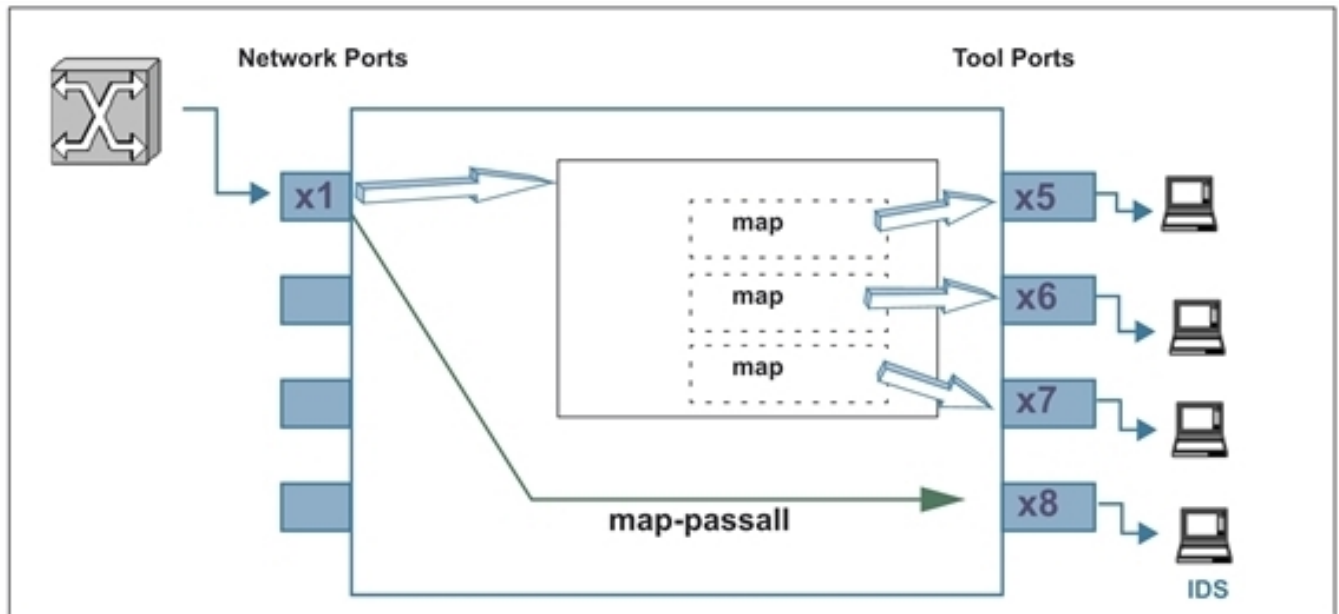 Network Ports
Tool Ports
x1
map
x5
map
x6
map
x7
map-passall
x8
IDS